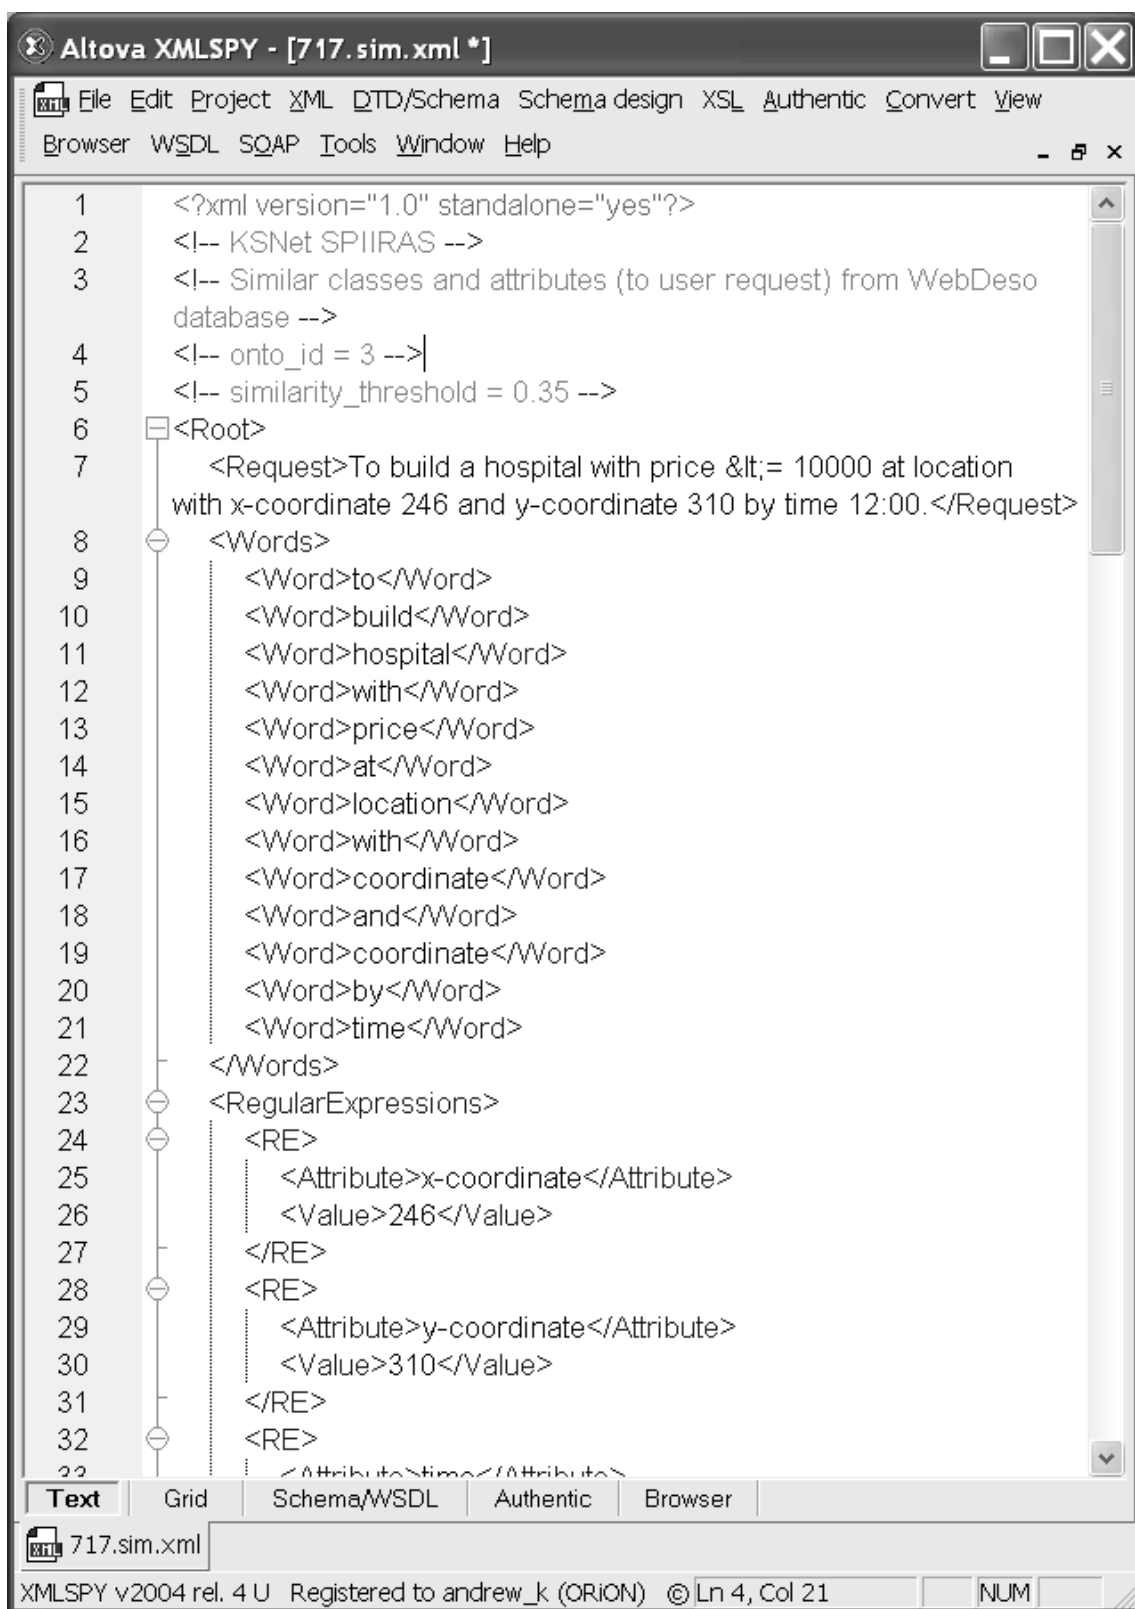 Altova XMLSPY - [717.sim.xml *]
File Edit Project XML DTD/Schema Schema design XSL Authentic Convert View
Browser WSDL SOAP Tools Window Help
1 <?xml version="1.0" standalone="yes"?>
2 <!-- KSNet SPIIRAS -->
3 <!-- Similar classes and attributes (to user request) from WebDeso
database -->
4 <!-- onto_id = 3 -->
5 <!-- similarity_threshold = 0.35 -->
6 <Root>
7 <Request>To build a hospital with price &lt;= 10000 at location
with x-coordinate 246 and y-coordinate 310 by time 12:00.</Request>
8 <Words>
9 <Word>to</Word>
10 <Word>build</Word>
11 <Word>hospital</Word>
12 <Word>with</Word>
13 <Word>price</Word>
14 <Word>at</Word>
15 <Word>location</Word>
16 <Word>with</Word>
17 <Word>coordinate</Word>
18 <Word>and</Word>
19 <Word>coordinate</Word>
20 <Word>by</Word>
21 <Word>time</Word>
22 </Words>
23 <RegularExpressions>
24 <RE>
25 <Attribute>x-coordinate</Attribute>
26 <Value>246</Value>
27 </RE>
28 <RE>
29 <Attribute>y-coordinate</Attribute>
30 <Value>310</Value>
31 </RE>
32 <RE>
33 <Attribute>time</Attribute>
Text Grid Schema/WSDL Authentic Browser
717.sim.xml
XMLSPY v2004 rel. 4 U Registered to andrew_k (ORiON) © Ln 4, Col 21 NUM